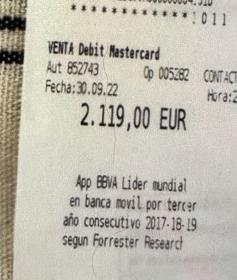 ************1011
VENTA Debit Mastercard
Aut 852743 Op 005282 CONTACT
Fecha:30.09.22 Hora:2
2.119,00 EUR
App BBVA Lider mundial
en banca movil por tercer
año consecutivo 2017-18-19
segun Forrester Research